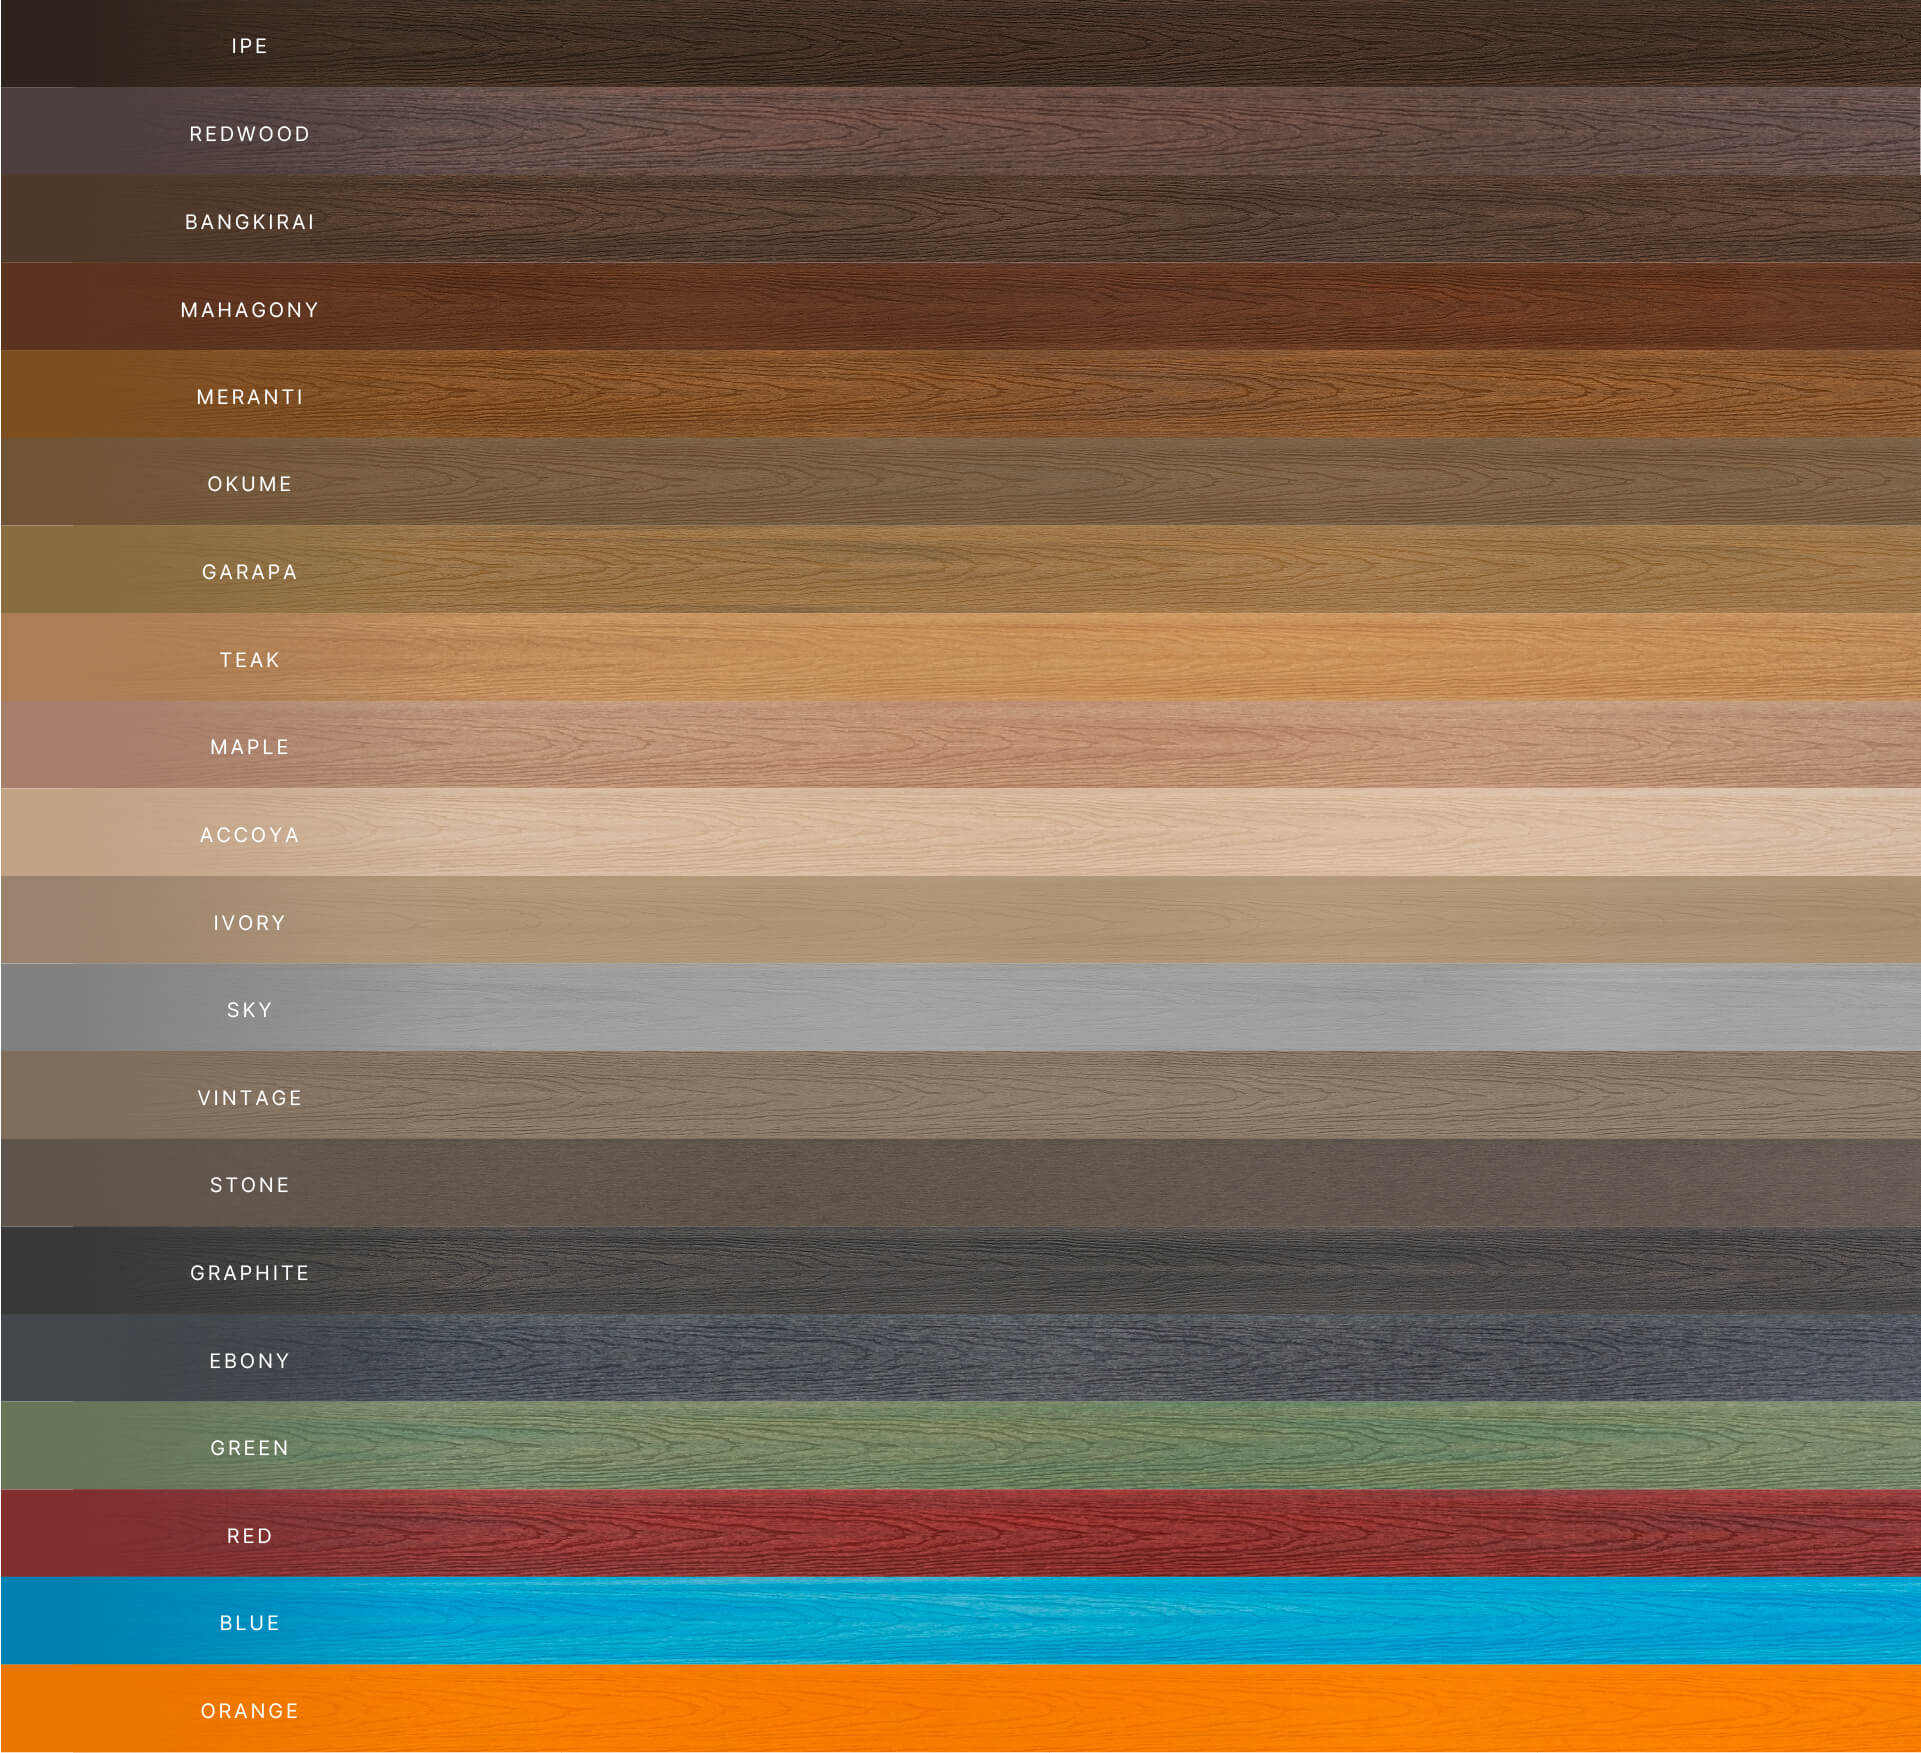 IPE
REDWOOD
BANGKIRAI
MAHAGONY
MERANTI
OKUME
GARAPA
TEAK
MAPLE
ACCOYA
IVORY
SKY
VINTAGE
STONE
GRAPHITE
EBONY
GREEN
RED
BLUE
ORANGE